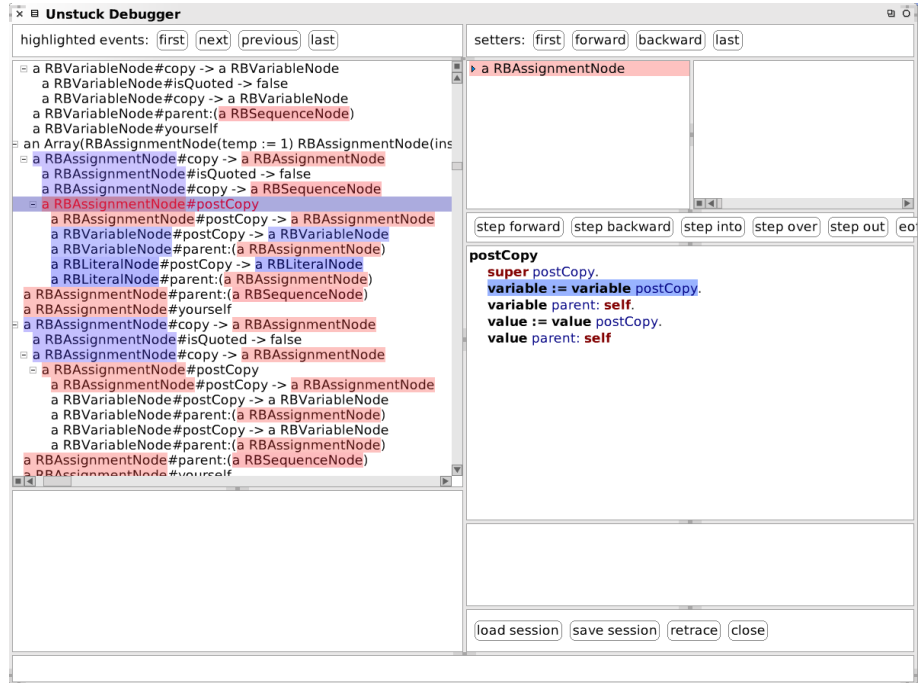 Unstuck Debugger
highlighted events: first next previous last
setters: first forward backward last
a RBVariableNode#copy -> a RBVariableNode
a RBVariableNode#isQuoted -> false
a RBVariableNode#copy -> a RBVariableNode
a RBVariableNode#parent:(a RBSequenceNode)
a RBVariableNode#yourself
an Array(RBAssignmentNode(temp := 1) RBAssignmentNode(ins
a RBAssignmentNode#copy -> a RBAssignmentNode
a RBAssignmentNode#isQuoted -> false
a RBAssignmentNode#copy -> a RBSequenceNode
a RBAssignmentNode#postCopy
a RBAssignmentNode#postCopy -> a RBAssignmentNode
a RBVariableNode#postCopy -> a RBVariableNode
a RBVariableNode#parent:(a RBAssignmentNode)
a RBLiteralNode#postCopy -> a RBLiteralNode
a RBLiteralNode#parent:(a RBAssignmentNode)
a RBAssignmentNode#parent:(a RBSequenceNode)
a RBAssignmentNode#yourself
a RBAssignmentNode#copy -> a RBAssignmentNode
a RBAssignmentNode#isQuoted -> false
a RBAssignmentNode#copy -> a RBAssignmentNode
a RBAssignmentNode#postCopy
a RBAssignmentNode#postCopy -> a RBAssignmentNode
a RBVariableNode#postCopy -> a RBVariableNode
a RBVariableNode#parent:(a RBAssignmentNode)
a RBVariableNode#postCopy -> a RBVariableNode
a RBVariableNode#parent:(a RBAssignmentNode)
a RBAssignmentNode#parent:(a RBSequenceNode)
a RBAssignmentNode#yourself
a RBAssignmentNode
step forward step backward step into step over step out eot
postCopy
super postCopy.
variable := variable postCopy.
variable parent: self.
value := value postCopy.
value parent: self
load session save session retrace close